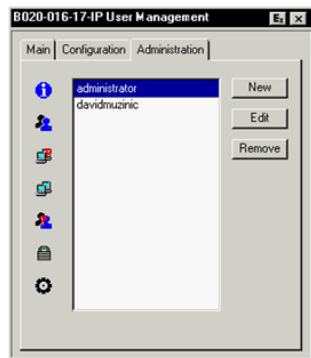 B020-016-17-IP User Management
Main Configuration Administration
administrator
davidmuzinic
New
Edit
Remove